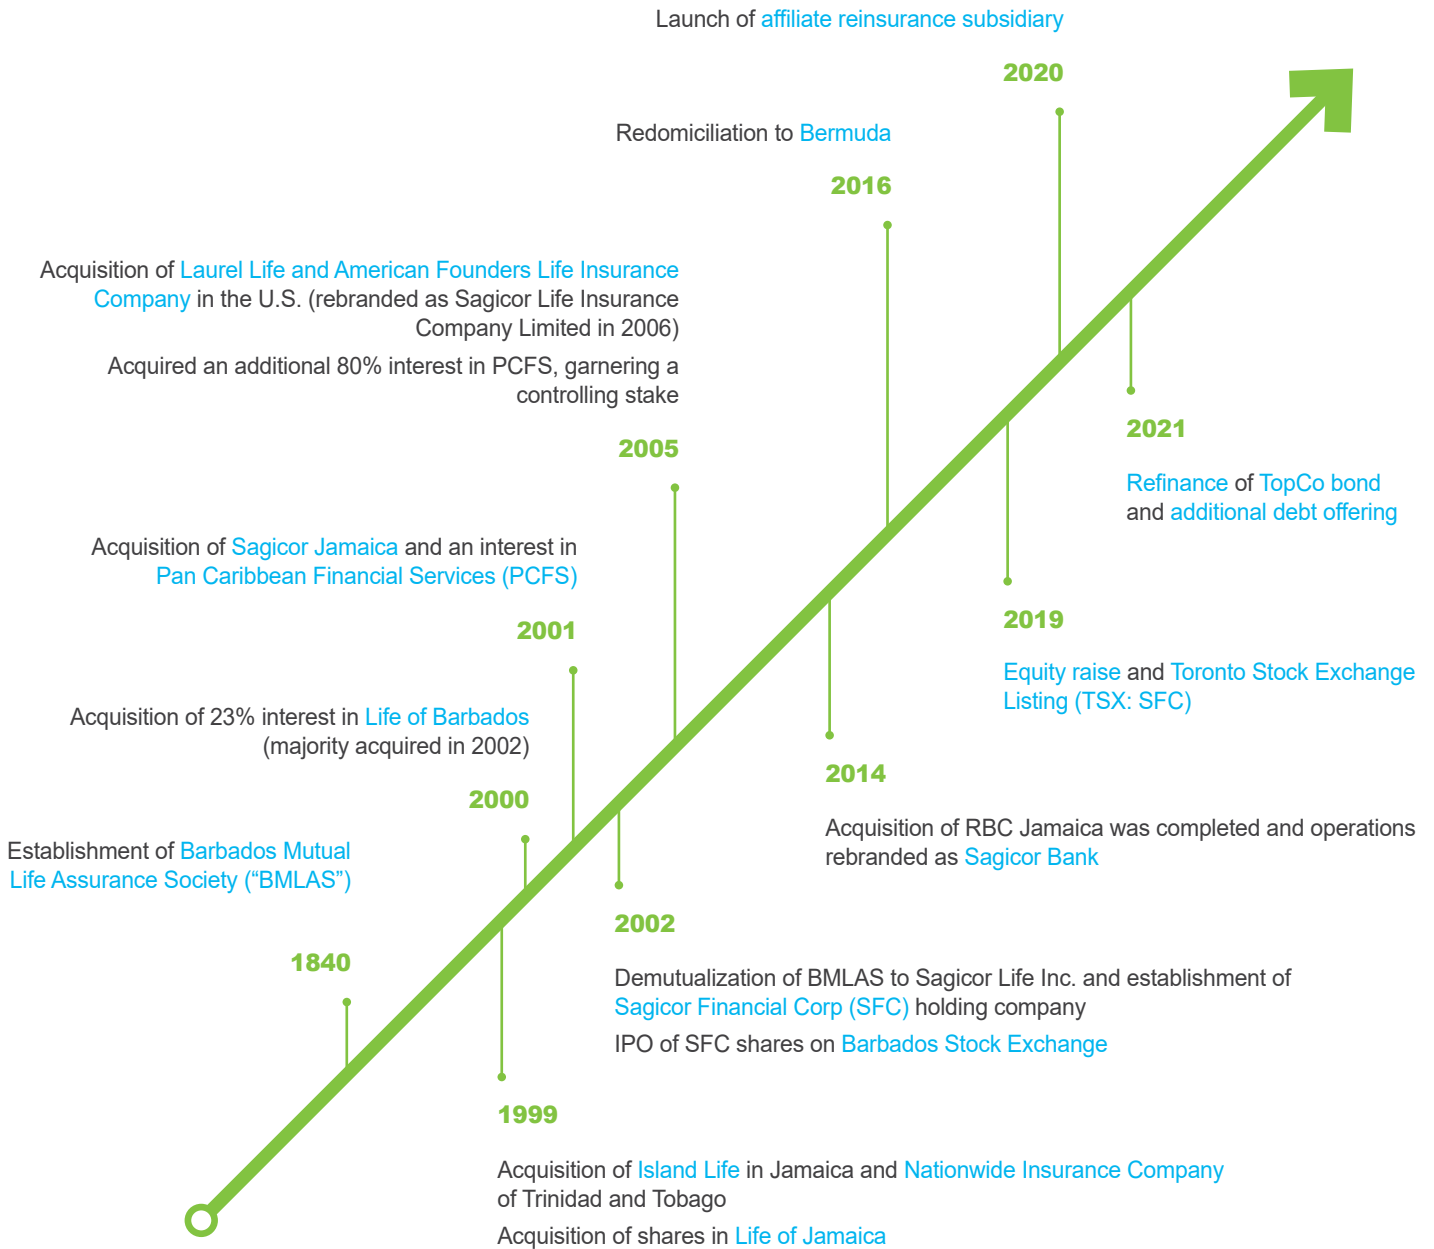 Launch of affiliate reinsurance subsidiary
2020
Redomiciliation to Bermuda
2016
Acquisition of Laurel Life and American Founders Life Insurance
Company in the U.S. (rebranded as Sagicor Life Insurance
Company Limited in 2006)
Acquired an additional 80% interest in PCFS, garnering a
controlling stake
2005
2021
Refinance of TopCo bond
and additional debt offering
Acquisition of Sagicor Jamaica and an interest in
Pan Caribbean Financial Services (PCFS)
2001
2019
Equity raise and Toronto Stock Exchange
Listing (TSX: SFC)
Acquisition of 23% interest in Life of Barbados
(majority acquired in 2002)
2000
2014
Acquisition of RBC Jamaica was completed and operations
rebranded as Sagicor Bank
Establishment of Barbados Mutual
Life Assurance Society (“BMLAS”)
1840
2002
Demutualization of BMLAS to Sagicor Life Inc. and establishment of
Sagicor Financial Corp (SFC) holding company
IPO of SFC shares on Barbados Stock Exchange
1999
Acquisition of Island Life in Jamaica and Nationwide Insurance Company
of Trinidad and Tobago
Acquisition of shares in Life of Jamaica